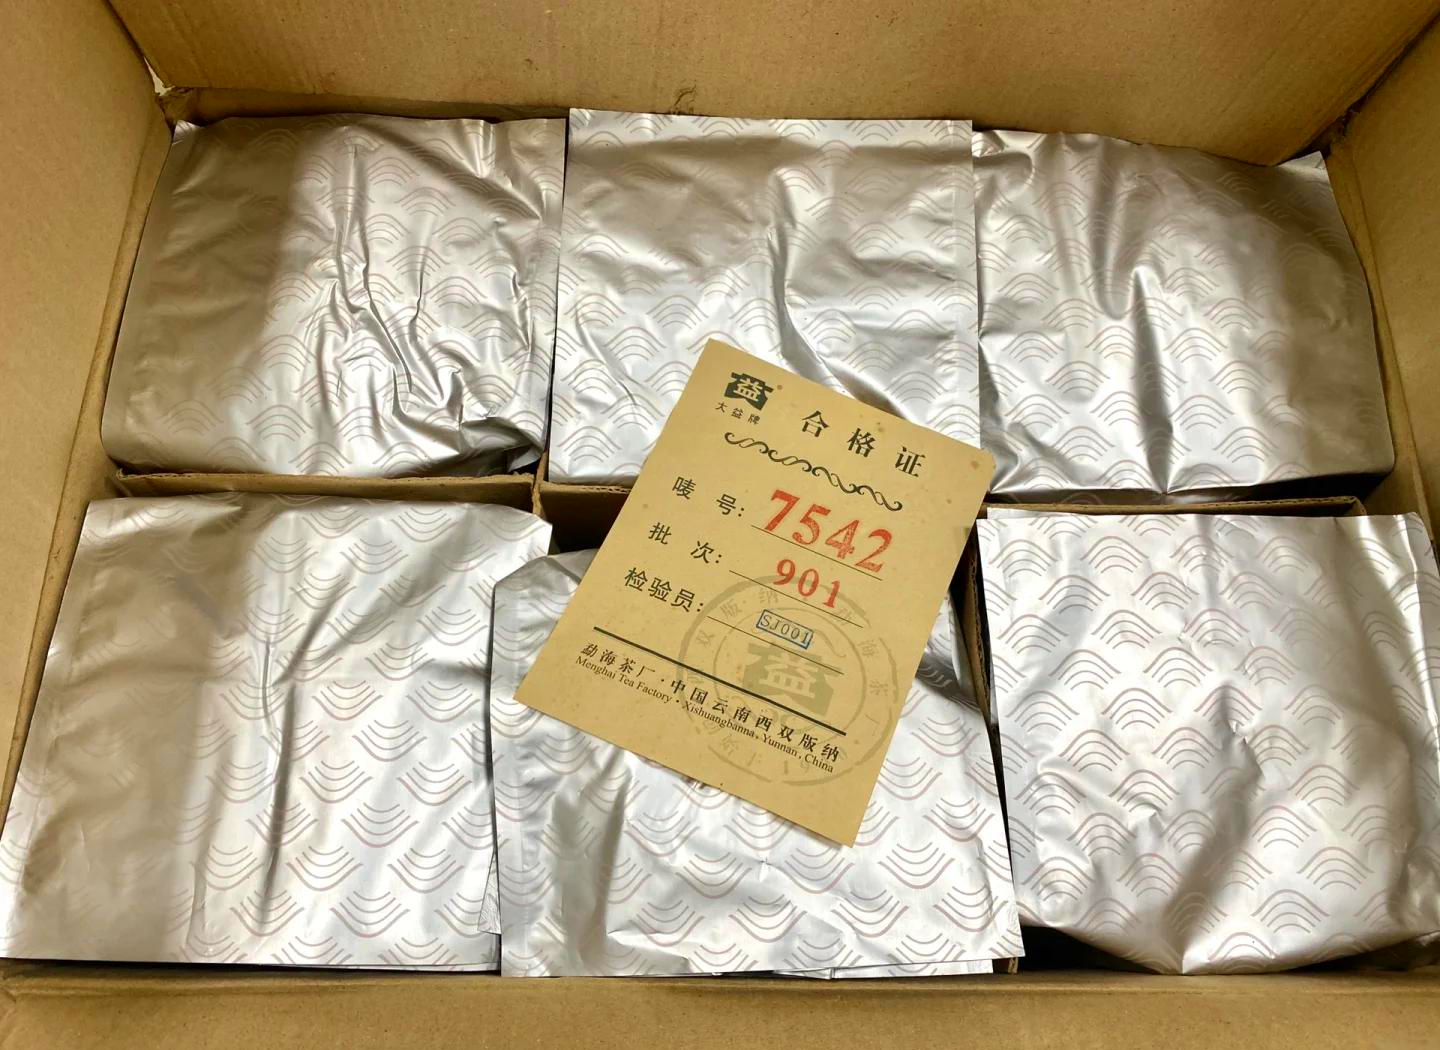 益
大益牌
合格证
唛号: 7542
批次: 901
检验员: SJ001
勐海茶厂·中国云南西双版纳
Menghai Tea Factory · Xishuangbanna, Yunnan, China
益